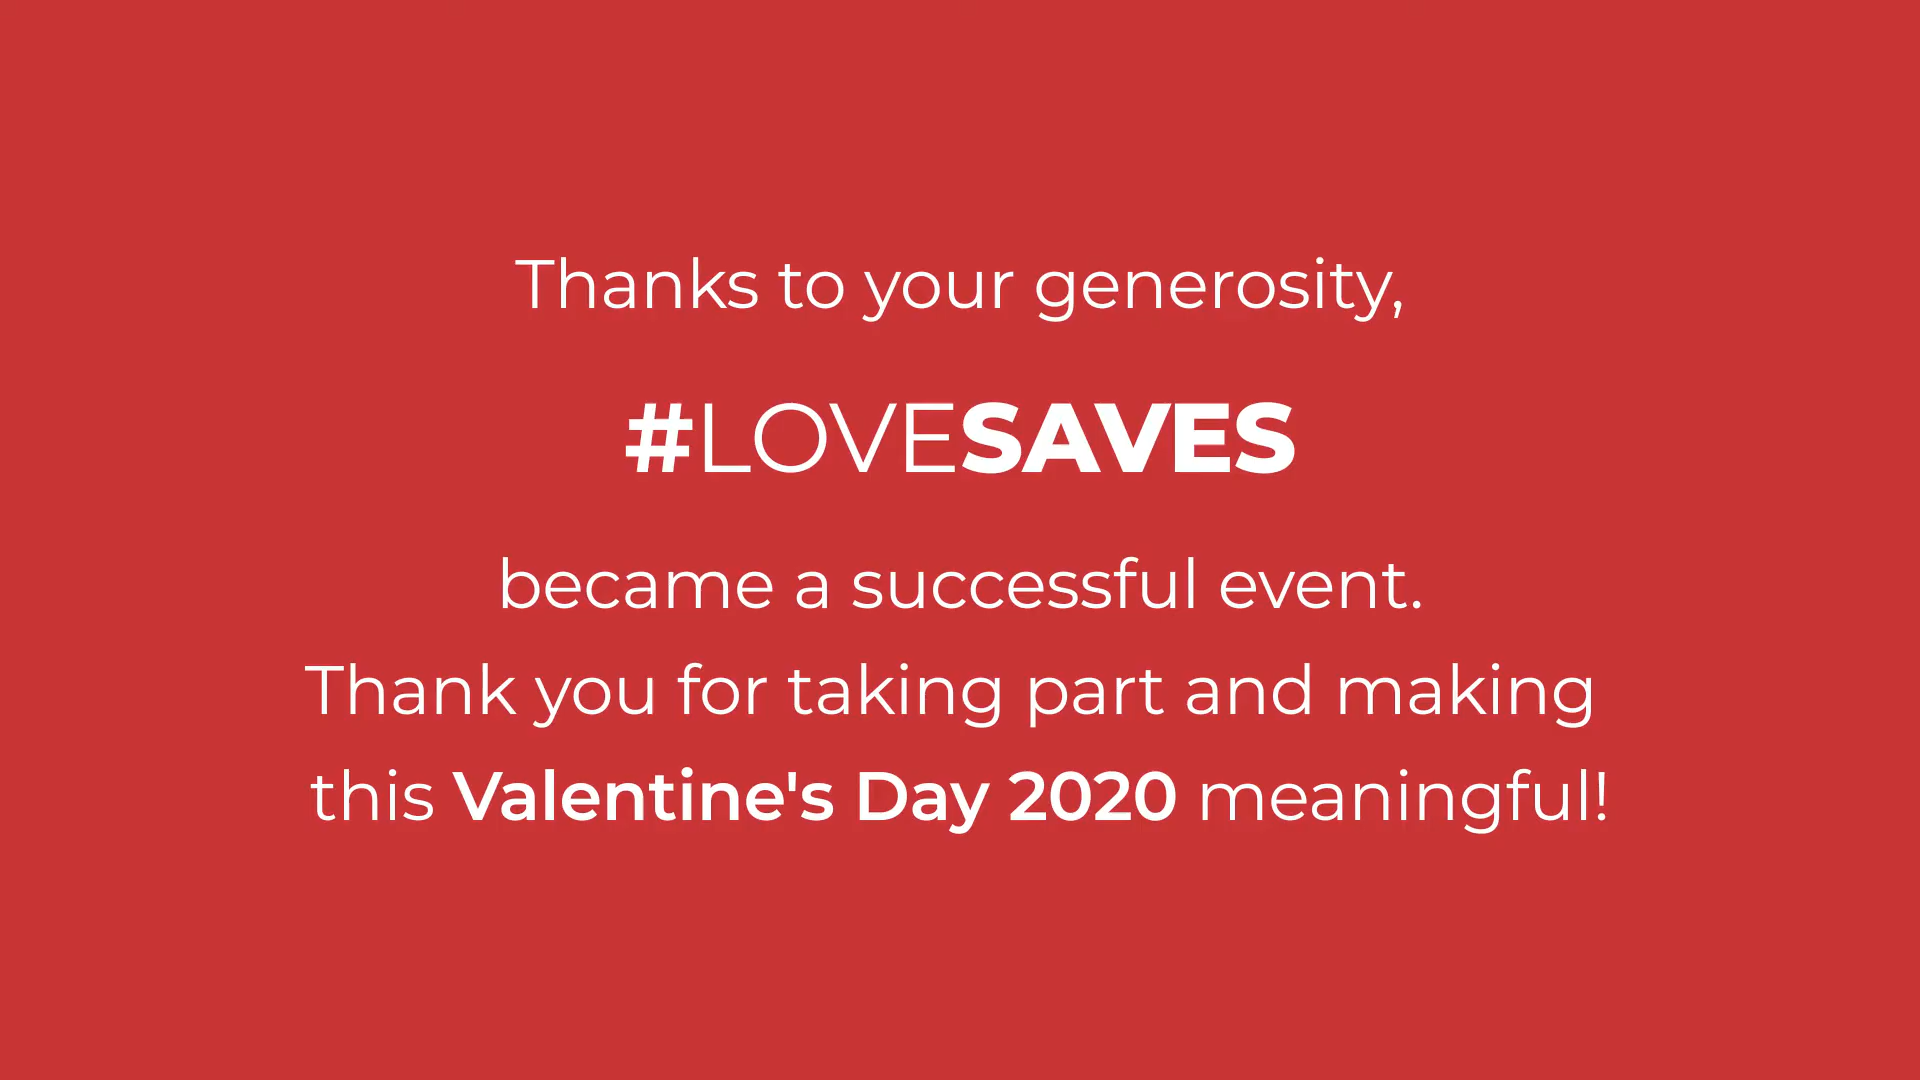 Thanks to your generosity,
#LOVESAVES
became a successful event.
Thank you for taking part and making
this Valentine's Day 2020 meaningful!